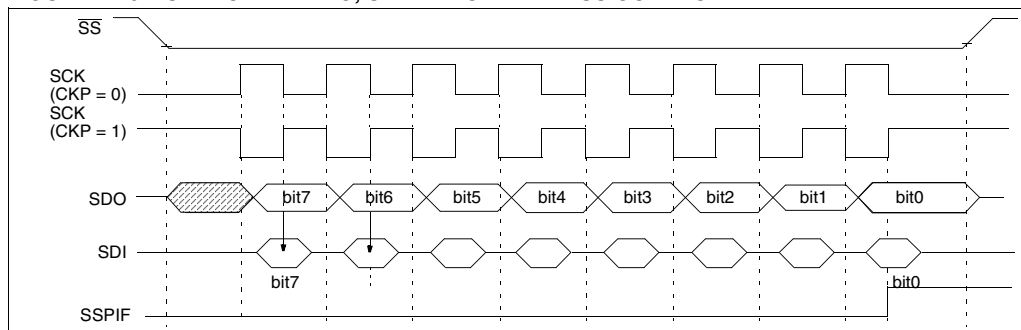 SS
SCK
(CKP = 0)
SCK
(CKP = 1)
SDO
bit7 bit6 bit5 bit4 bit3 bit2 bit1 bit0
SDI
bit7 bit0
SSPIF